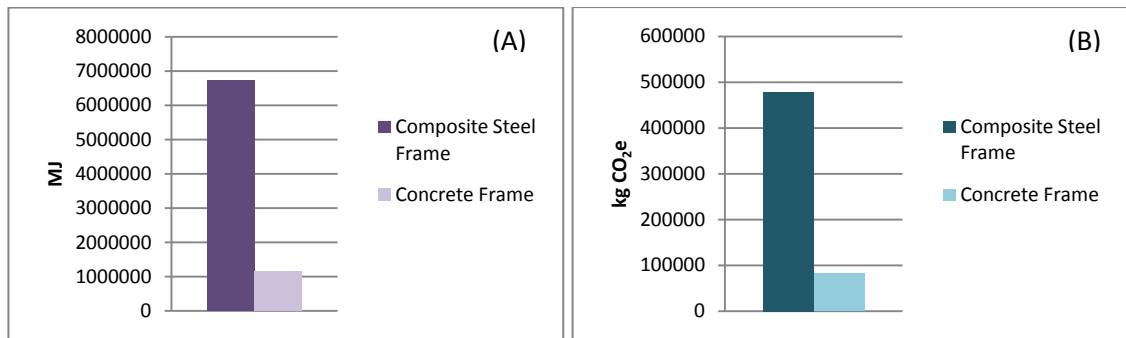 (A)
MJ
8000000
7000000
6000000
5000000
4000000
3000000
2000000
1000000
0
Composite Steel
Frame
Concrete Frame
(B)
kg CO₂e
600000
500000
400000
300000
200000
100000
0
Composite Steel
Frame
Concrete Frame